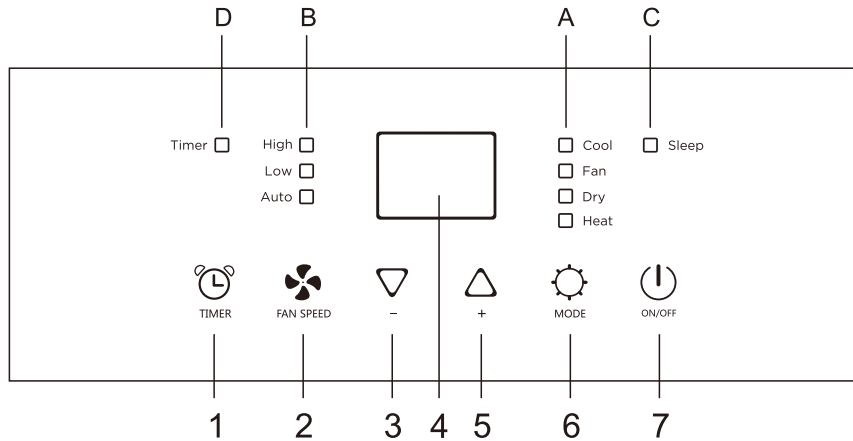 D B A C
Timer High Cool Sleep
Low Fan
Auto Dry
Heat
TIMER FAN SPEED − + MODE ON/OFF
1 2 3 4 5 6 7